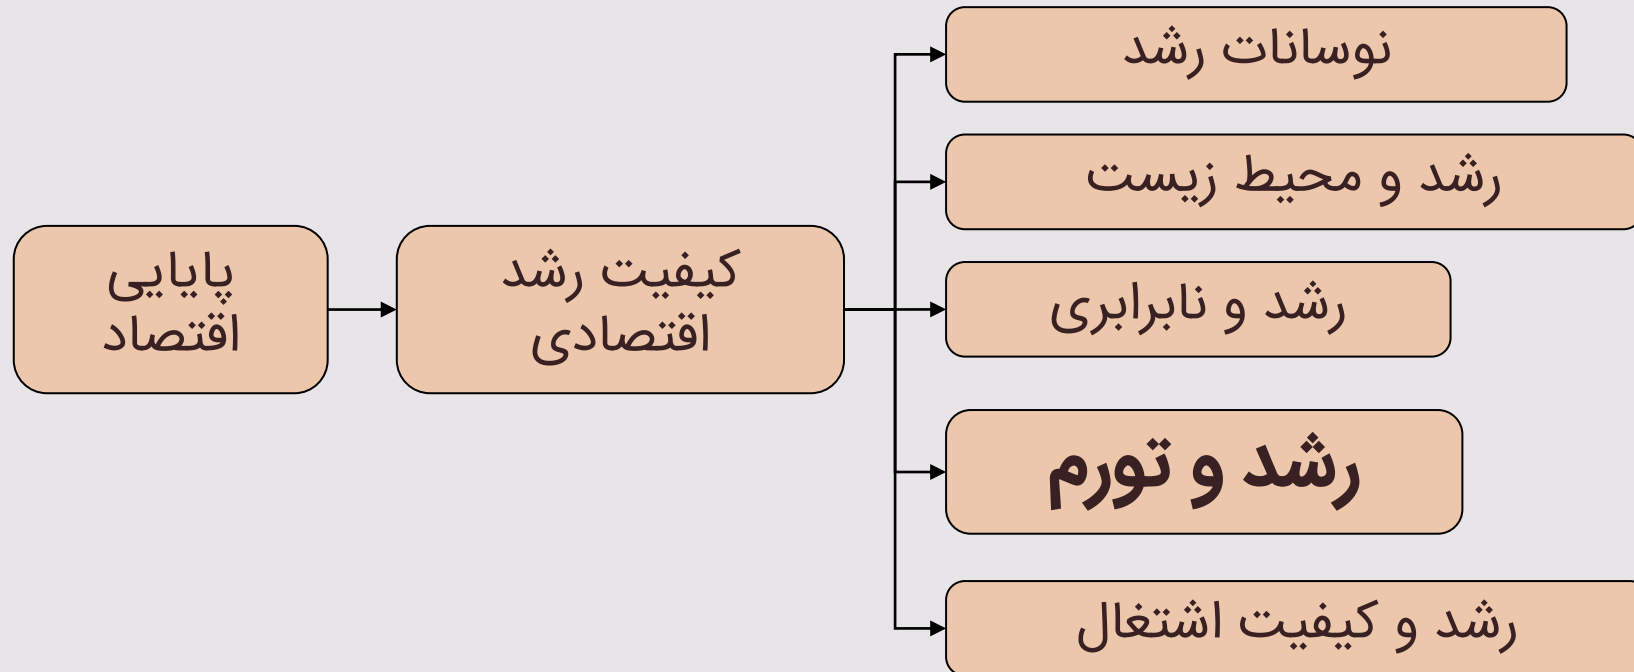 پایایی
اقتصاد
کیفیت رشد
اقتصادی
نوسانات رشد
رشد و محیط زیست
رشد و نابرابری
رشد و تورم
رشد و کیفیت اشتغال